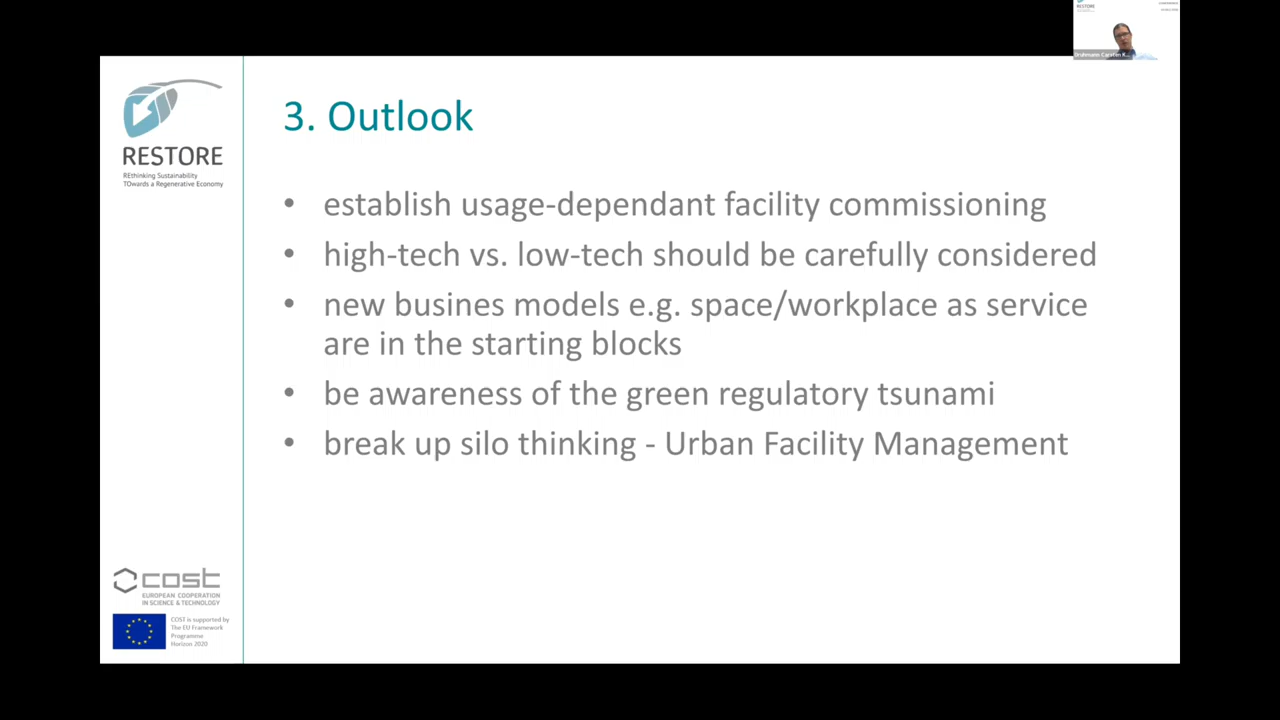 RESTORE
3. Outlook
RESTORE
REthinking Sustainability
TOwards a Regenerative Economy
• establish usage-dependant facility commissioning
• high-tech vs. low-tech should be carefully considered
• new busines models e.g. space/workplace as service
are in the starting blocks
• be awareness of the green regulatory tsunami
• break up silo thinking - Urban Facility Management
cost
EUROPEAN COOPERATION
IN SCIENCE & TECHNOLOGY
COST is supported by
The EU Framework
Programme
Horizon 2020